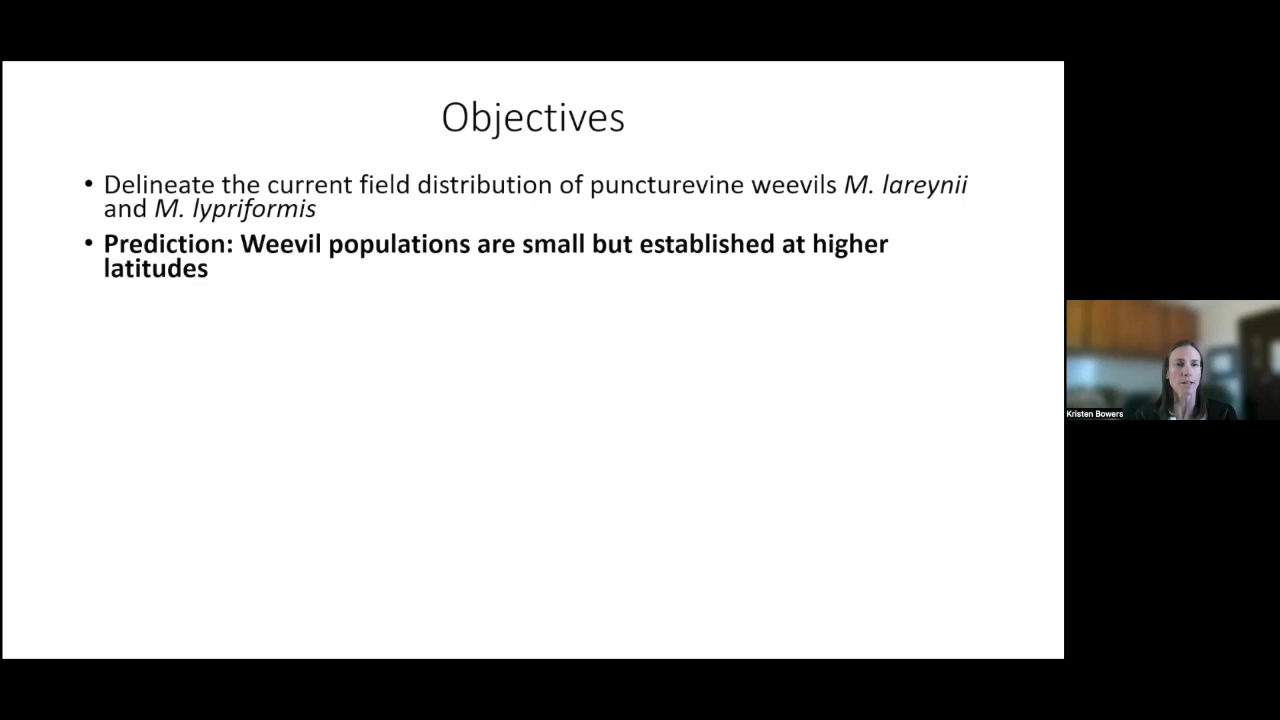 Objectives
• Delineate the current field distribution of puncturevine weevils M. lareynii
and M. lypriformis
• Prediction: Weevil populations are small but established at higher
latitudes
Kristen Bowers